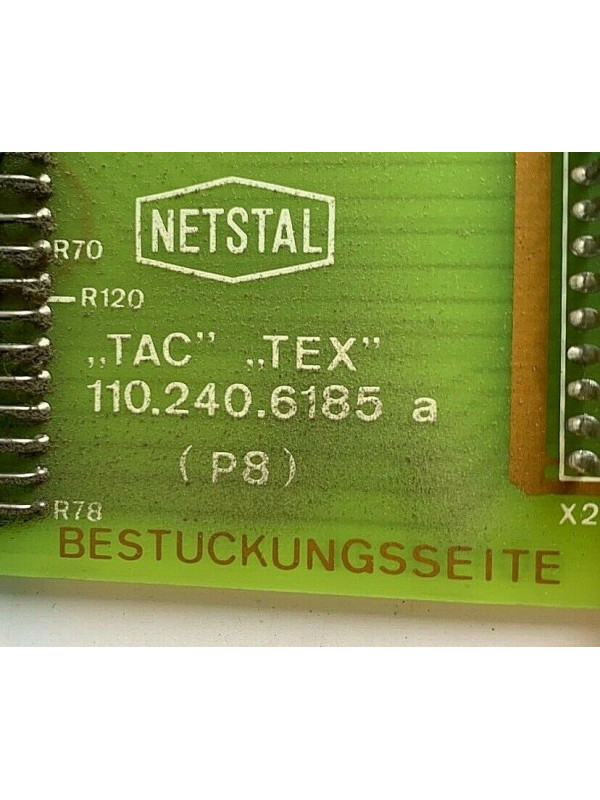 NETSTAL
R70
R120
„TAC” „TEX”
110.240.6185 a
(P8)
R78
X2
BESTUCKUNGSSEITE